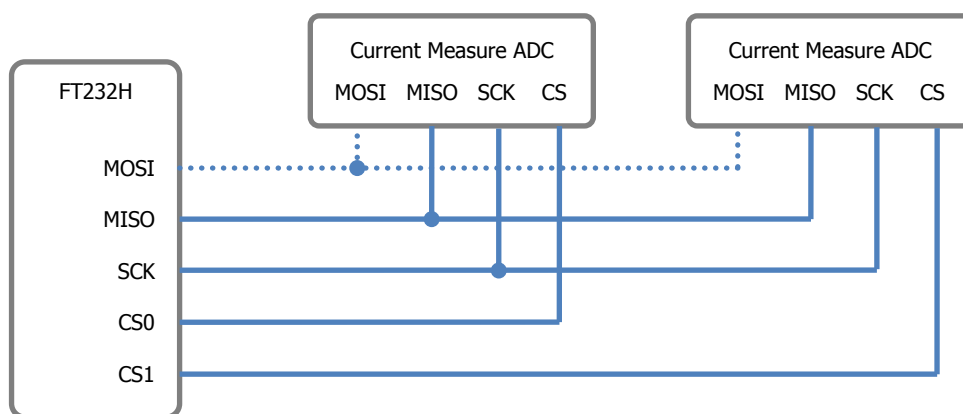 Current Measure ADC
MOSI MISO SCK CS
Current Measure ADC
MOSI MISO SCK CS
FT232H
MOSI
MISO
SCK
CS0
CS1